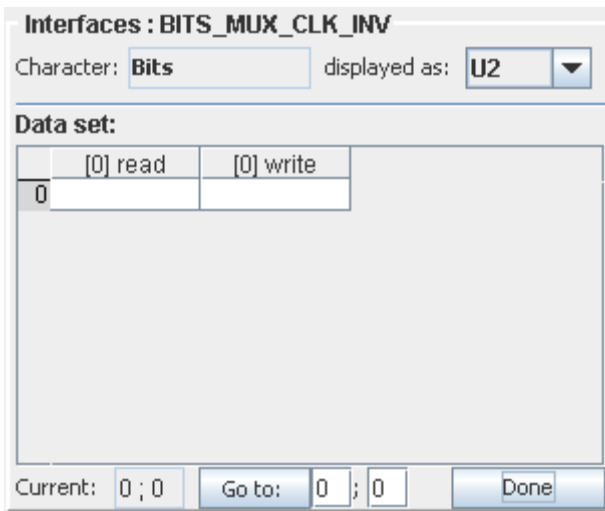 Interfaces : BITS_MUX_CLK_INV
Character: Bits displayed as: U2
Data set:
[0] read [0] write
0
Current: 0 ; 0 Go to: 0 ; 0 Done